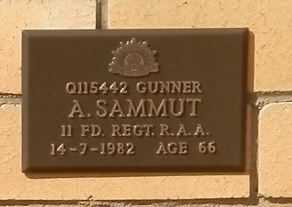 Q115442 GUNNER
A. SAMMUT
11 FD. REGT. R.A.A.
14-7-1982 AGE 66